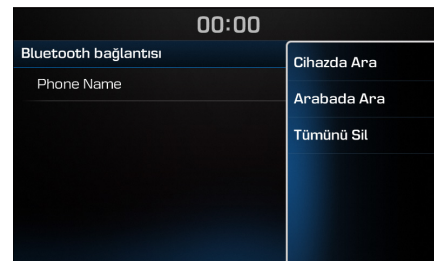 00:00
Bluetooth bağlantısı
Phone Name
Cihazda Ara
Arabada Ara
Tümünü Sil